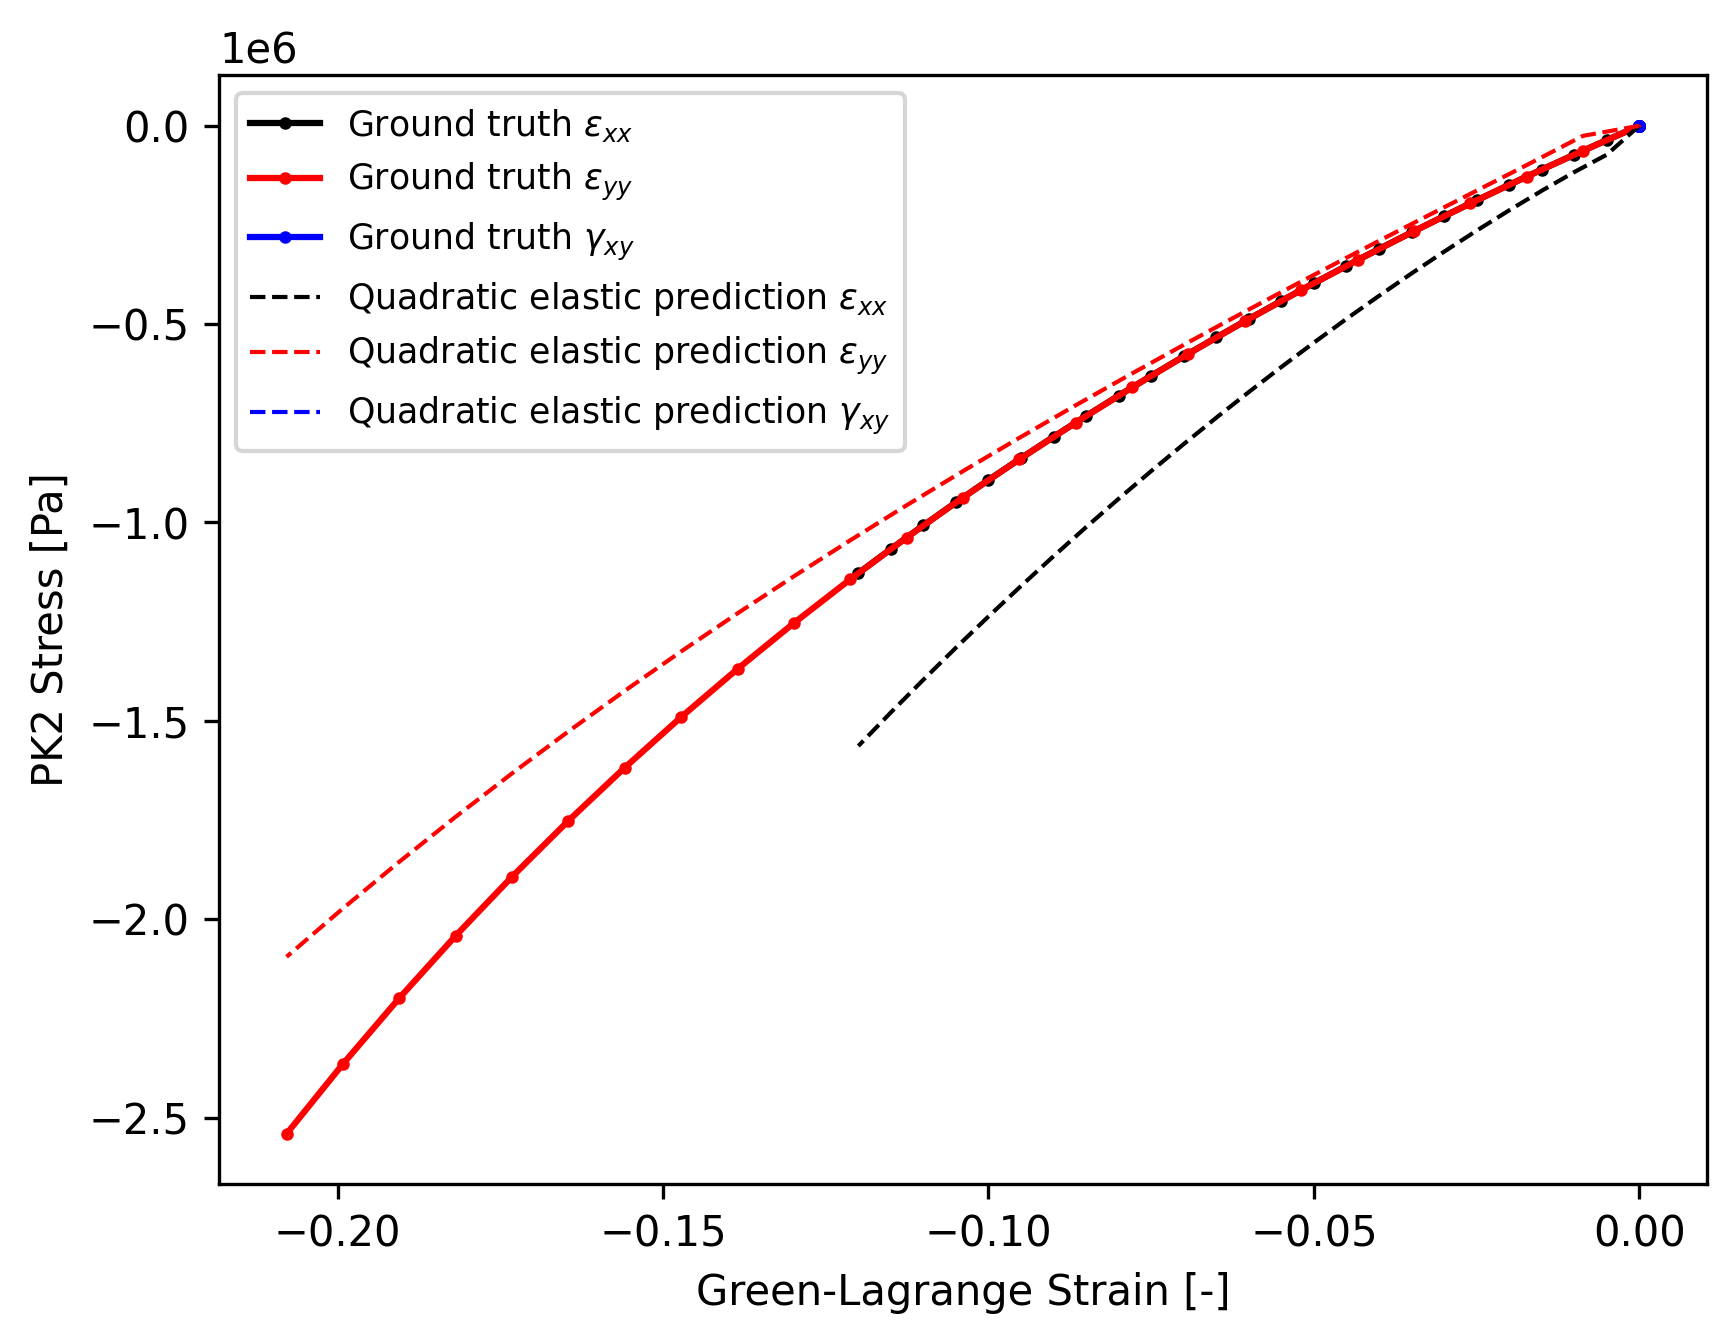 1e6
0.0
−0.5
−1.0
−1.5
−2.0
−2.5
PK2 Stress [Pa]
Ground truth εxx
Ground truth εyy
Ground truth γxy
Quadratic elastic prediction εxx
Quadratic elastic prediction εyy
Quadratic elastic prediction γxy
−0.20 −0.15 −0.10 −0.05 0.00
Green-Lagrange Strain [-]